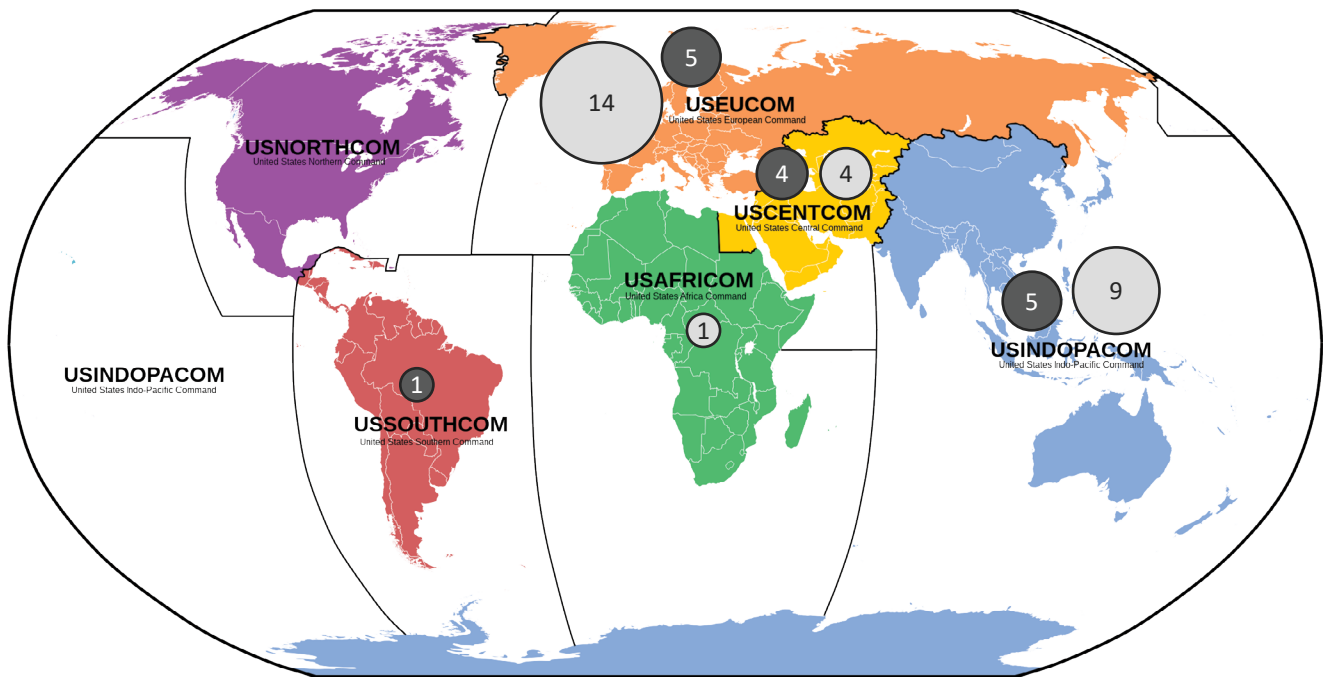 5
14
USEUCOM
United States European Command
USNORTHCOM
United States Northern Command
4
4
USCENTCOM
United States Central Command
USAFRICOM
United States Africa Command
1
5
9
USINDOPACOM
United States Indo-Pacific Command
USINDOPACOM
United States Indo-Pacific Command
1
USSOUTHCOM
United States Southern Command